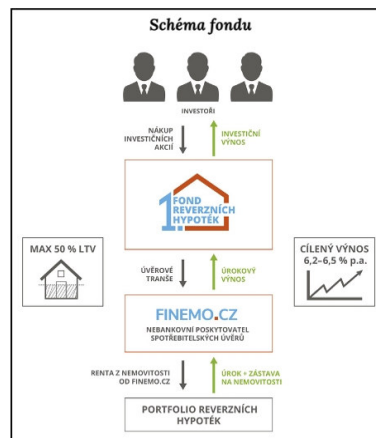 Schéma fondu
INVESTOŘI
NÁKUP
INVESTIČNÍCH
AKCIÍ
INVESTIČNÍ
VÝNOS
1. FOND
REVERZNÍCH
HYPOTÉK
MAX 50 % LTV
CÍLENÝ VÝNOS
6,2–6,5 % p.a.
ÚVĚROVÉ
TRANŠE
ÚROKOVÝ
VÝNOS
FINEMO.CZ
NEBANKOVNÍ POSKYTOVATEL
SPOTŘEBITELSKÝCH ÚVĚRŮ
RENTA Z NEMOVITOSTI
OD FINEMO.CZ
ÚROK + ZÁSTAVA
NA NEMOVITOSTI
PORTFOLIO REVERZNÍCH
HYPOTÉK